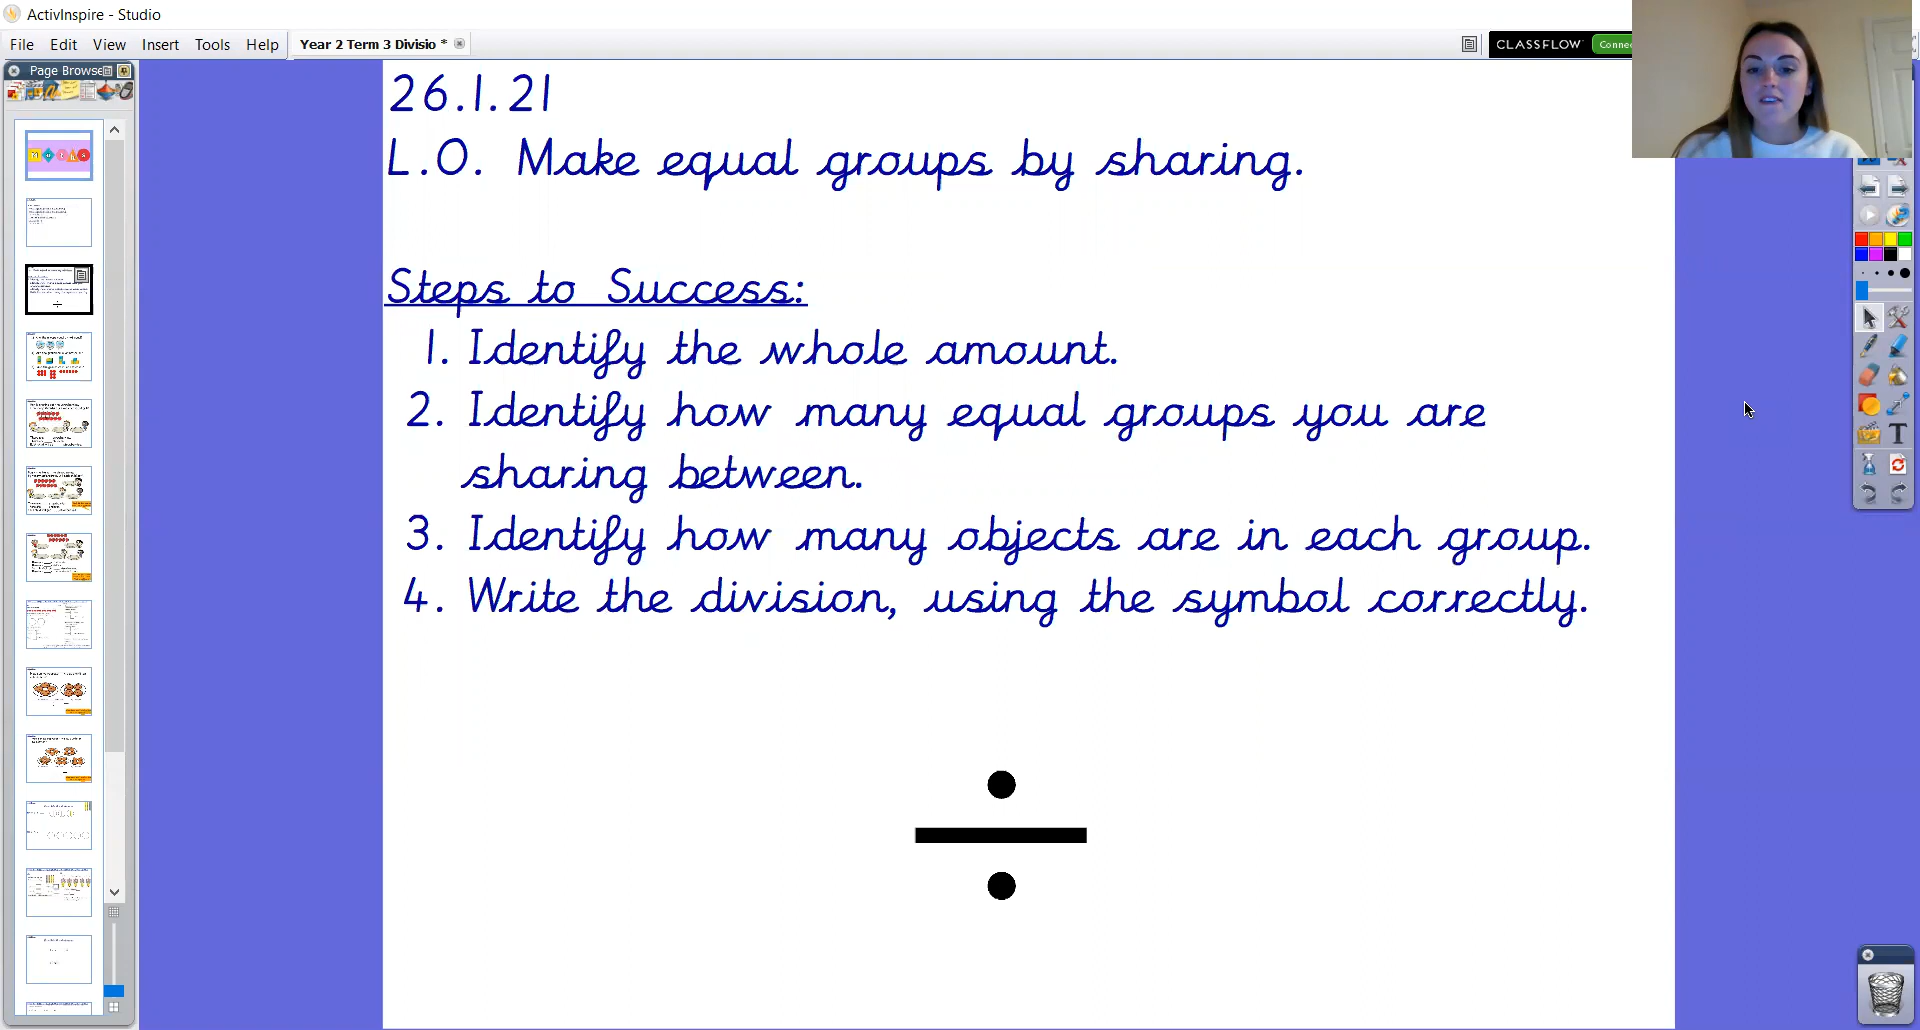 ActivInspire - Studio
File Edit View Insert Tools Help
Year 2 Term 3 Divisio *
CLASSFLOW
Page Browse
26.1.21
L.O. Make equal groups by sharing.
Steps to Success:
1. Identify the whole amount.
2. Identify how many equal groups you are
sharing between.
3. Identify how many objects are in each group.
4. Write the division, using the symbol correctly.
÷